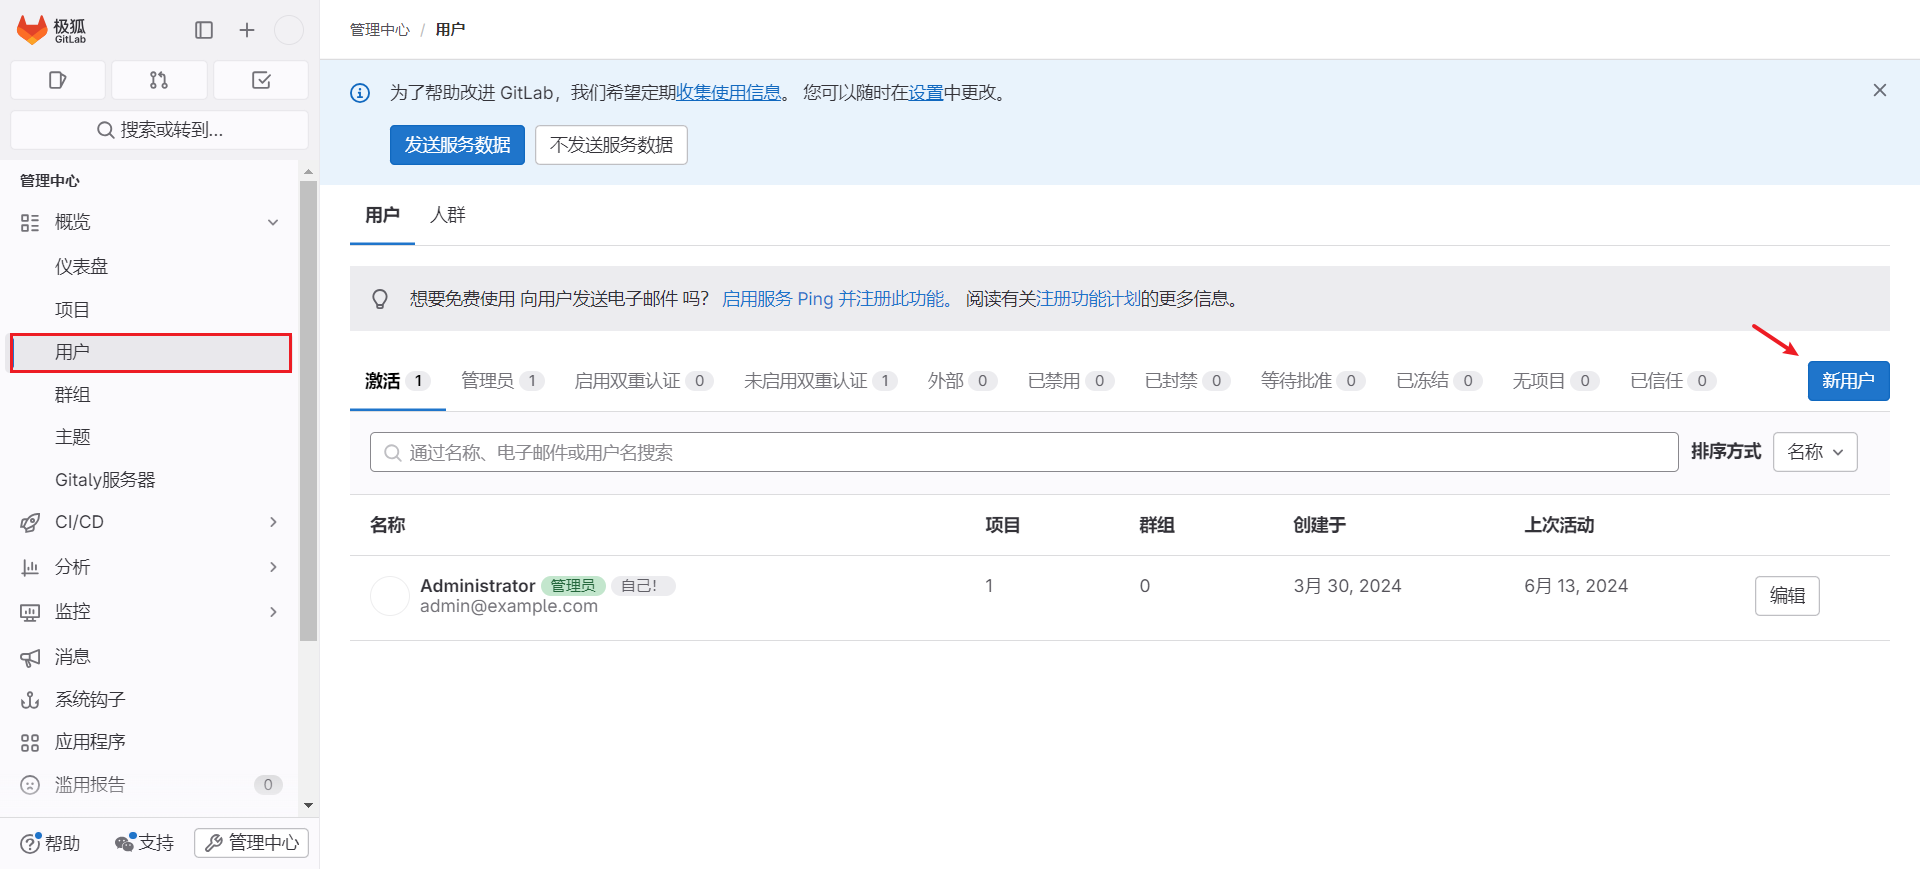 极狐
GitLab
搜索或转到...
管理中心
概览
仪表盘
项目
用户
群组
主题
Gitaly服务器
CI/CD
分析
监控
消息
系统钩子
应用程序
滥用报告 0
帮助 支持 管理中心
管理中心 / 用户
为了帮助改进 GitLab，我们希望定期收集使用信息。 您可以随时在设置中更改。
发送服务数据 不发送服务数据
用户 人群
想要免费使用 向用户发送电子邮件 吗？ 启用服务 Ping 并注册此功能。 阅读有关注册功能计划的更多信息。
激活 1 管理员 1 启用双重认证 0 未启用双重认证 1 外部 0 已禁用 0 已封禁 0 等待批准 0 已冻结 0 无项目 0 已信任 0 新用户
通过名称、电子邮件或用户名搜索 排序方式 名称
名称 项目 群组 创建于 上次活动
Administrator 管理员 自己！ 1 0 3月 30, 2024 6月 13, 2024 编辑
admin@example.com